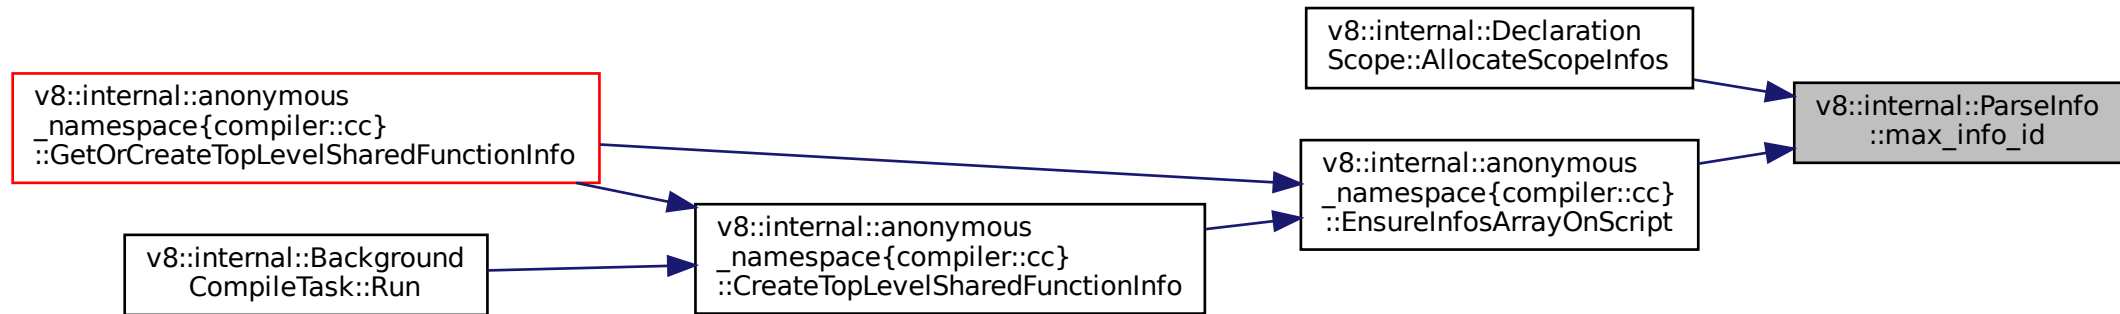 v8::internal::anonymous
_namespace{compiler::cc}
::GetOrCreateTopLevelSharedFunctionInfo
v8::internal::Background
CompileTask::Run
v8::internal::anonymous
_namespace{compiler::cc}
::CreateTopLevelSharedFunctionInfo
v8::internal::Declaration
Scope::AllocateScopeInfos
v8::internal::anonymous
_namespace{compiler::cc}
::EnsureInfosArrayOnScript
v8::internal::ParseInfo
::max_info_id